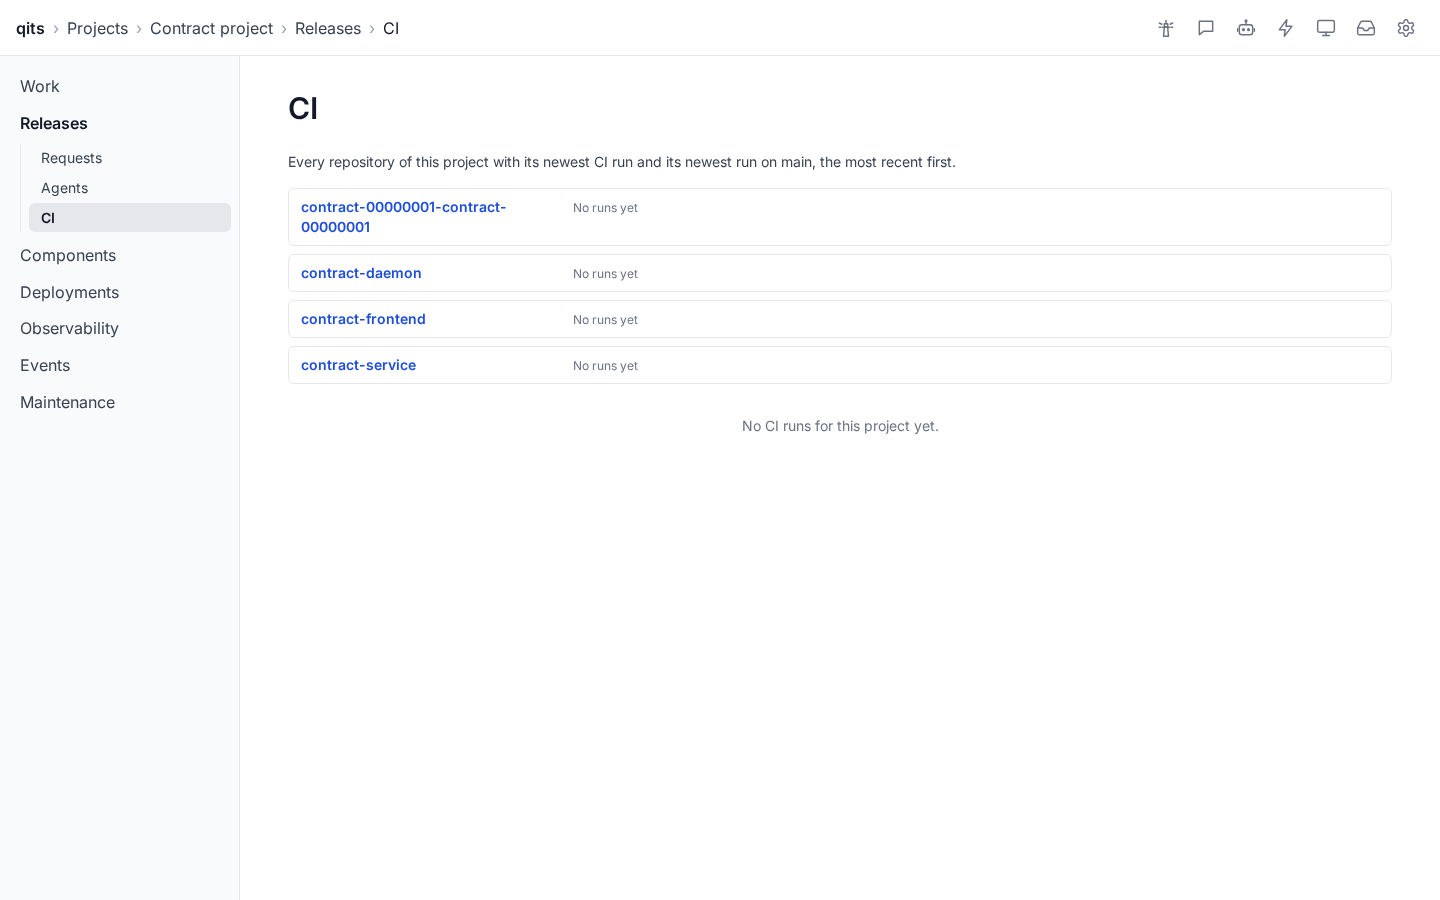 qits › Projects › Contract project › Releases › CI
Work
Releases
Requests
Agents
CI
Components
Deployments
Observability
Events
Maintenance
CI
Every repository of this project with its newest CI run and its newest run on main, the most recent first.
contract-00000001-contract-
00000001
No runs yet
contract-daemon
No runs yet
contract-frontend
No runs yet
contract-service
No runs yet
No CI runs for this project yet.